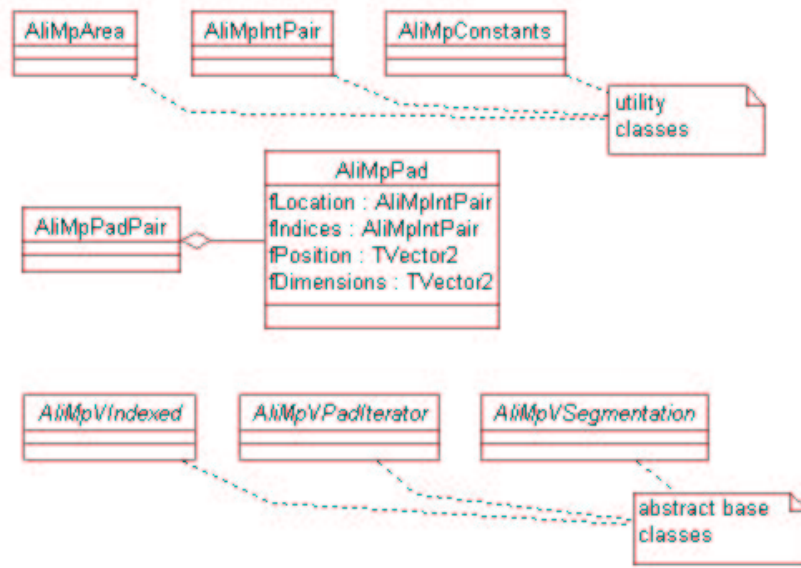 AliMpArea
AliMpIntPair
AliMpConstants
utility
classes
AliMpPad
fLocation : AliMpIntPair
fIndices : AliMpIntPair
fPosition : TVector2
fDimensions : TVector2
AliMpPadPair
AliMpVIndexed
AliMpVPadIterator
AliMpVSegmentation
abstract base
classes